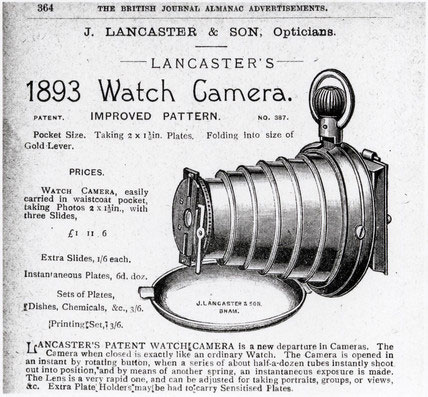 364 THE BRITISH JOURNAL ALMANAC ADVERTISEMENTS.
J. LANCASTER & SON, Opticians.
LANCASTER'S
1893 Watch Camera.
PATENT. IMPROVED PATTERN. NO. 387.
Pocket Size. Taking 2 x 1½in. Plates. Folding into size of
Gold Lever.
PRICES.
WATCH CAMERA, easily
carried in waistcoat pocket,
taking Photos 2 x 1½in., with
three Slides,
£1 11 6
Extra Slides, 1/6 each.
Instantaneous Plates, 6d. doz.
Sets of Plates,
Dishes, Chemicals, &c., 3/6.
Printing Set, 3/6.
J. LANCASTER & SON.
BHAM.
LANCASTER'S PATENT WATCH CAMERA is a new departure in Cameras. The
Camera when closed is exactly like an ordinary Watch. The Camera is opened in
an instant by rotating button, when a series of about half-a-dozen tubes instantly shoot
out into position, and by means of another spring, an instantaneous exposure is made.
The Lens is a very rapid one, and can be adjusted for taking portraits, groups, or views,
&c. Extra Plate Holders may be had to carry Sensitised Plates.